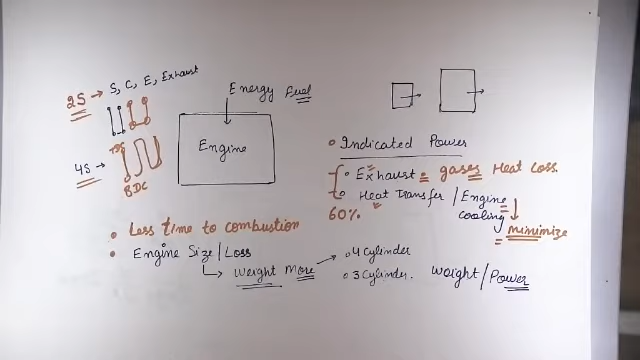 2S → S, C, E, Exhaust
Energy Fuel
Engine
TDC
4S →
BDC
Indicated Power
Exhaust = gases Heat Loss.
Heat Transfer / Engine cooling
60%
minimize
Less time to combustion
Engine Size / Loss
Weight More
4 Cylinder
3 Cylinder. Weight / Power